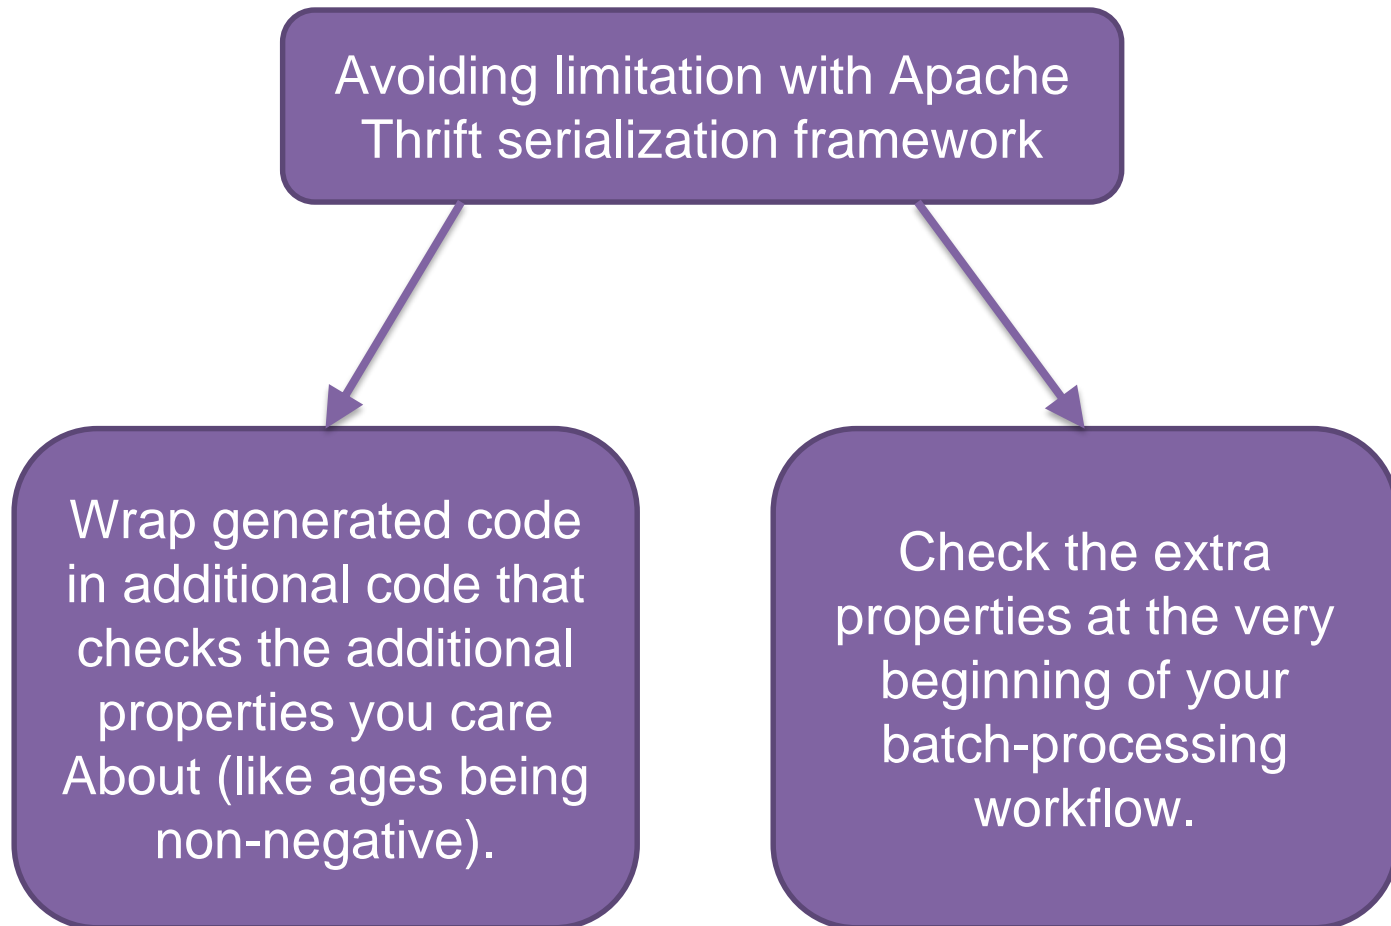 Avoiding limitation with Apache
Thrift serialization framework
Wrap generated code
in additional code that
checks the additional
properties you care
About (like ages being
non-negative).
Check the extra
properties at the very
beginning of your
batch-processing
workflow.